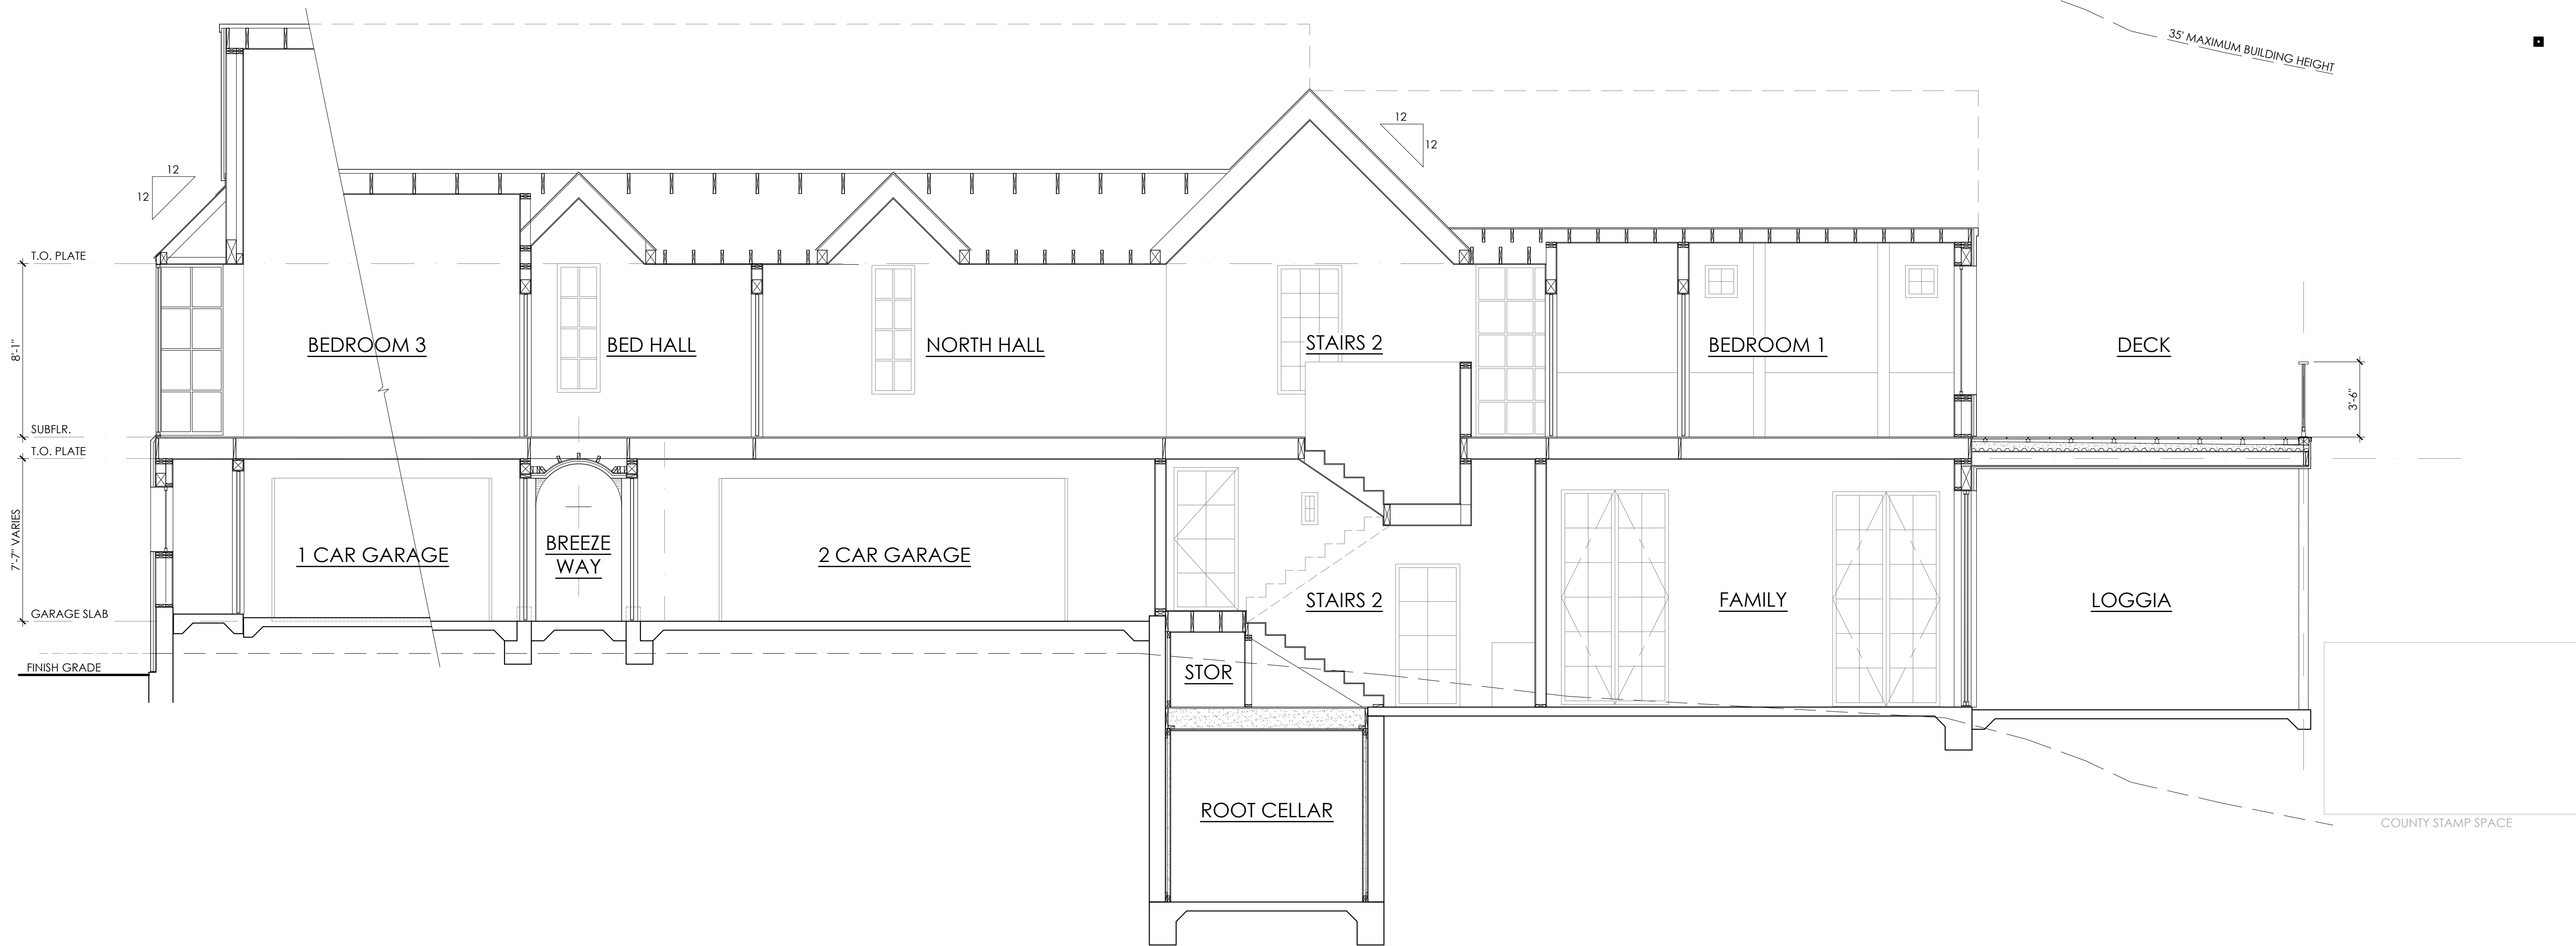 35' MAXIMUM BUILDING HEIGHT
12
12
12
12
T.O. PLATE
8'-1"
BEDROOM 3
BED HALL
NORTH HALL
STAIRS 2
BEDROOM 1
DECK
3'-6"
SUBFLR.
T.O. PLATE
7'-7" VARIES
1 CAR GARAGE
BREEZE
WAY
2 CAR GARAGE
STAIRS 2
FAMILY
LOGGIA
GARAGE SLAB
FINISH GRADE
STOR
ROOT CELLAR
COUNTY STAMP SPACE